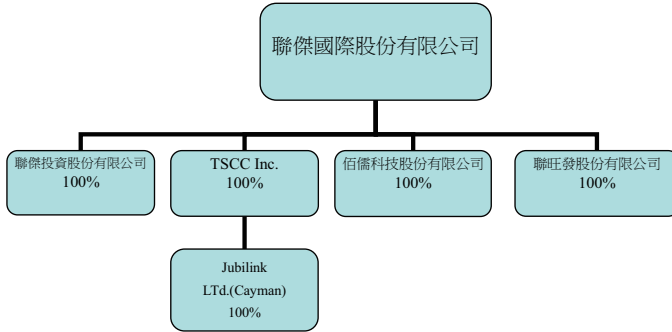 聯傑國際股份有限公司
聯傑投資股份有限公司
100%
TSCC Inc.
100%
佰儒科技股份有限公司
100%
聯旺發股份有限公司
100%
Jubilink
LTd.(Cayman)
100%